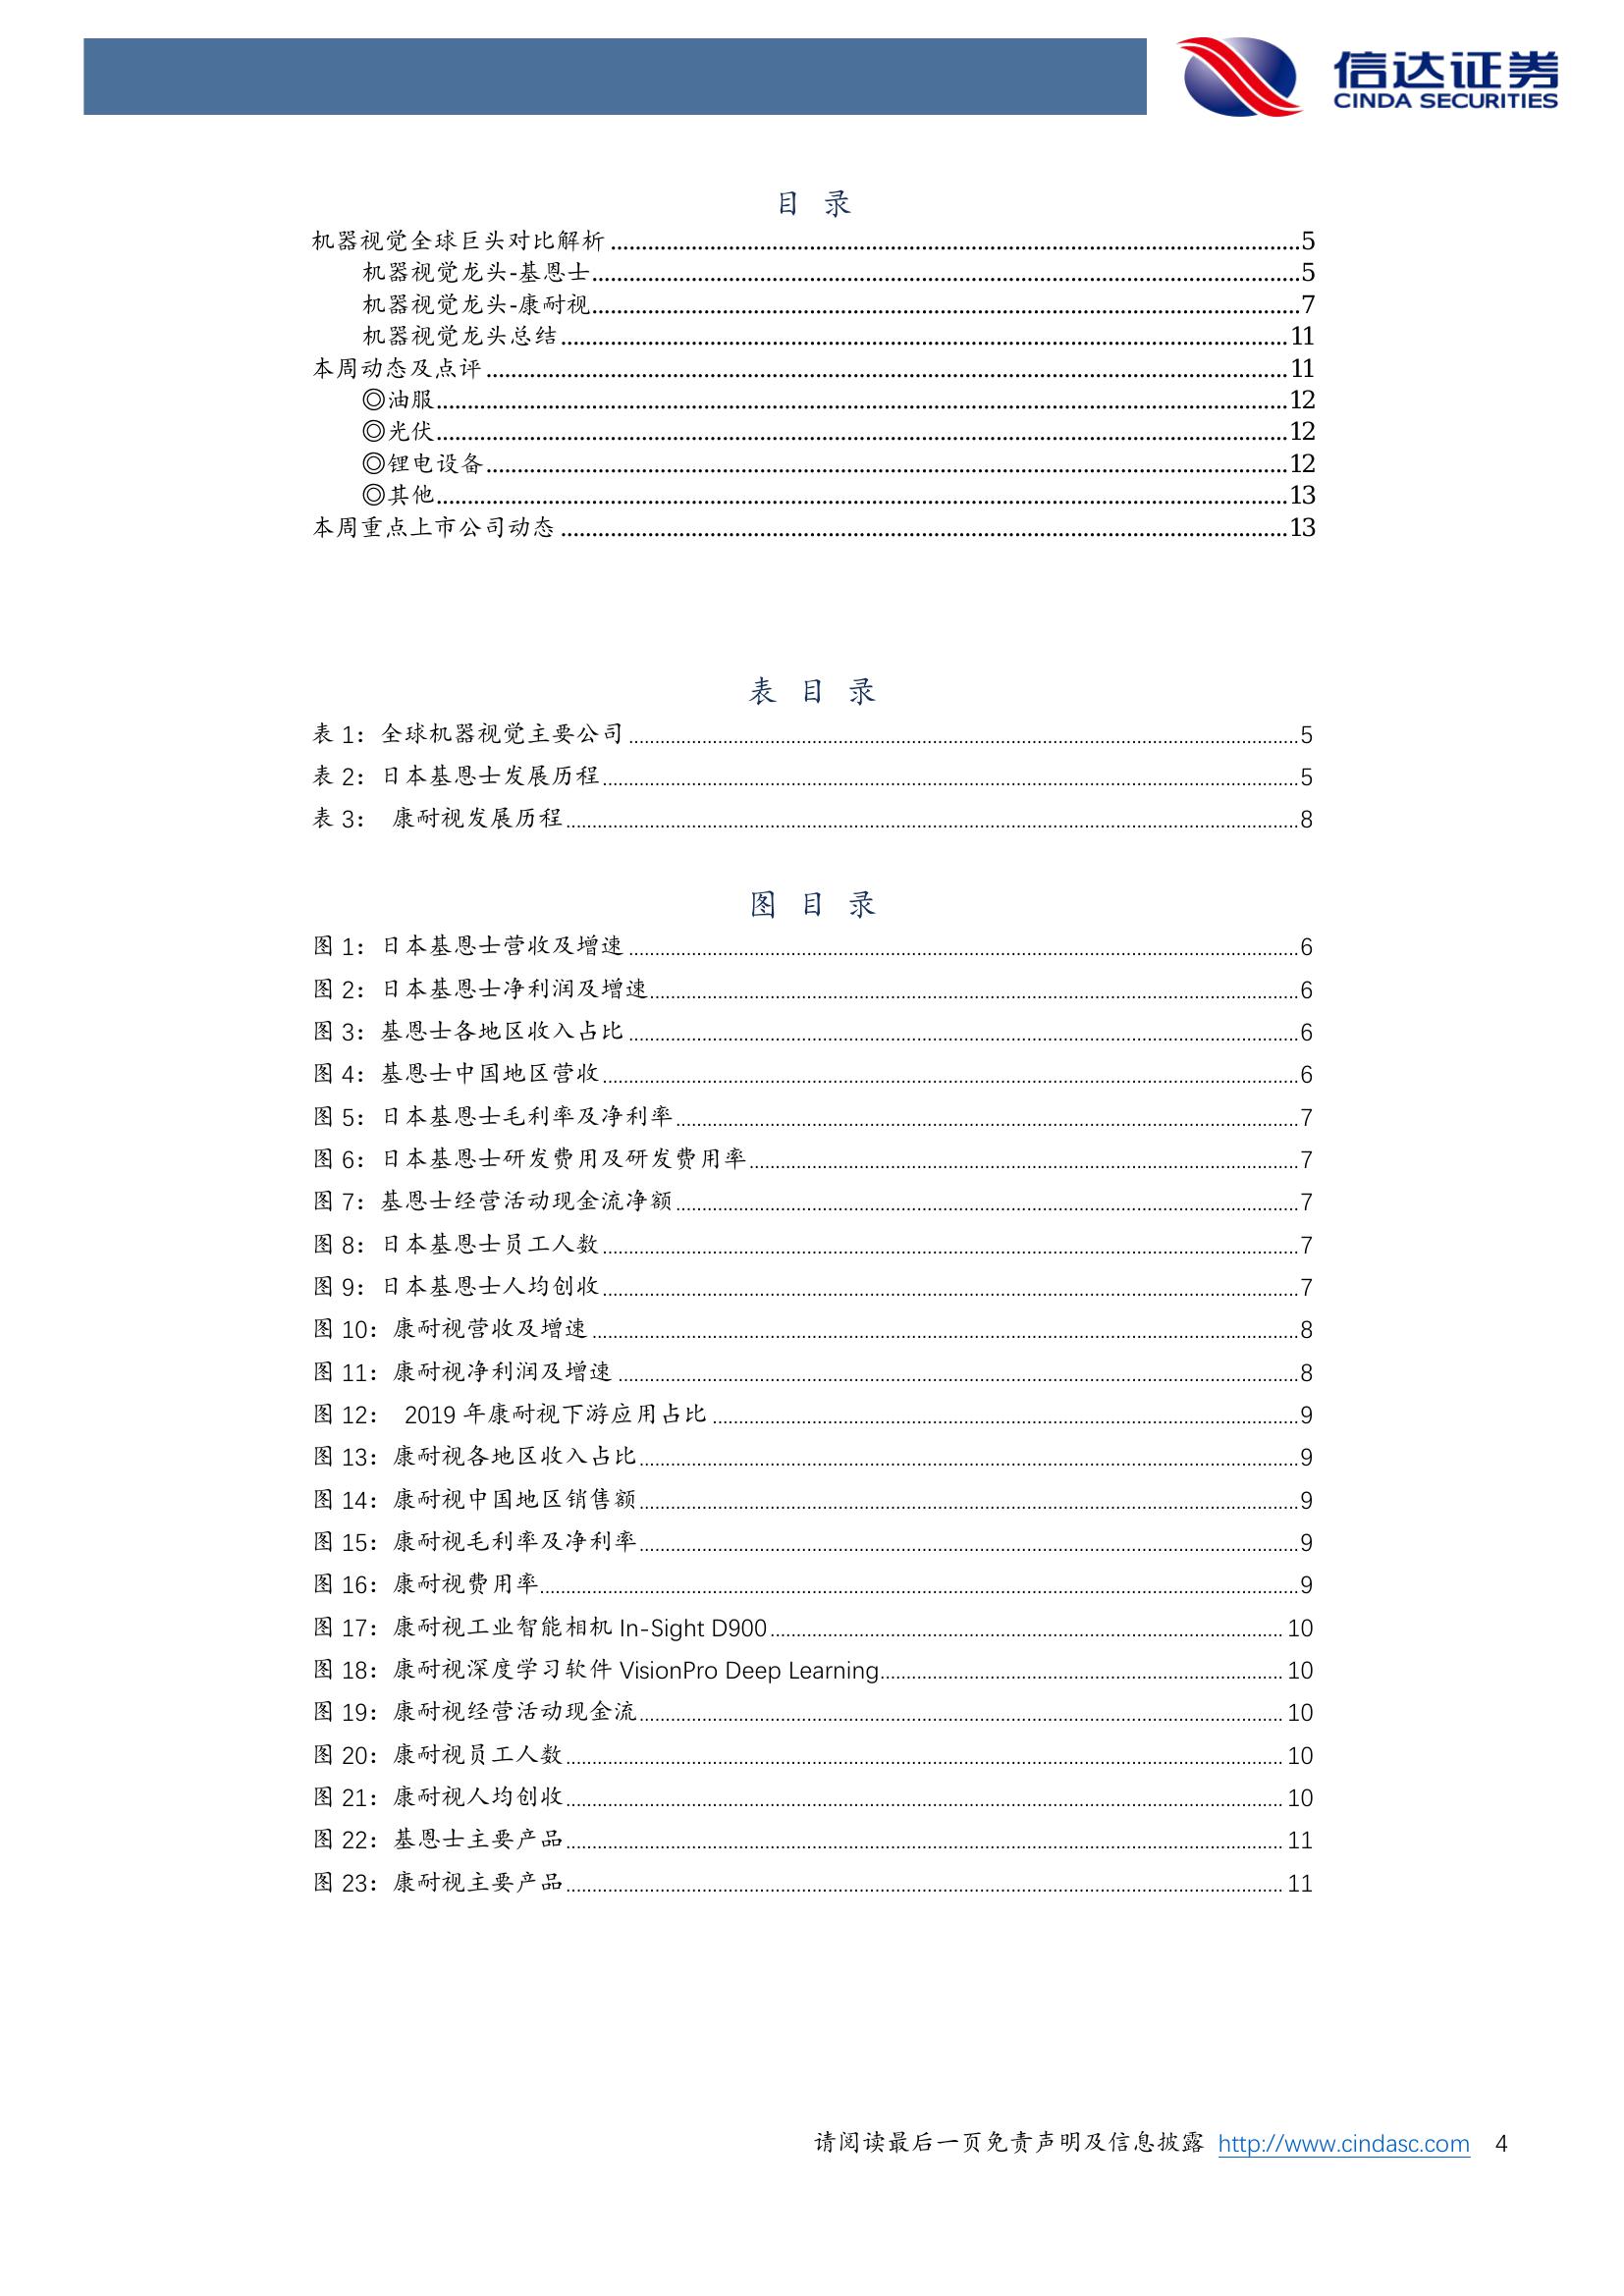 信达证券
CINDA SECURITIES
目 录
机器视觉全球巨头对比解析......5
机器视觉龙头-基恩士......5
机器视觉龙头-康耐视......7
机器视觉龙头总结......11
本周动态及点评......11
◎油服......12
◎光伏......12
◎锂电设备......12
◎其他......13
本周重点上市公司动态......13
表 目 录
表 1：全球机器视觉主要公司......5
表 2：日本基恩士发展历程......5
表 3： 康耐视发展历程......8
图 目 录
图 1：日本基恩士营收及增速......6
图 2：日本基恩士净利润及增速......6
图 3：基恩士各地区收入占比......6
图 4：基恩士中国地区营收......6
图 5：日本基恩士毛利率及净利率......7
图 6：日本基恩士研发费用及研发费用率......7
图 7：基恩士经营活动现金流净额......7
图 8：日本基恩士员工人数......7
图 9：日本基恩士人均创收......7
图 10：康耐视营收及增速......8
图 11：康耐视净利润及增速......8
图 12： 2019 年康耐视下游应用占比......9
图 13：康耐视各地区收入占比......9
图 14：康耐视中国地区销售额......9
图 15：康耐视毛利率及净利率......9
图 16：康耐视费用率......9
图 17：康耐视工业智能相机 In-Sight D900......10
图 18：康耐视深度学习软件 VisionPro Deep Learning......10
图 19：康耐视经营活动现金流......10
图 20：康耐视员工人数......10
图 21：康耐视人均创收......10
图 22：基恩士主要产品......11
图 23：康耐视主要产品......11
请阅读最后一页免责声明及信息披露 http://www.cindasc.com 4